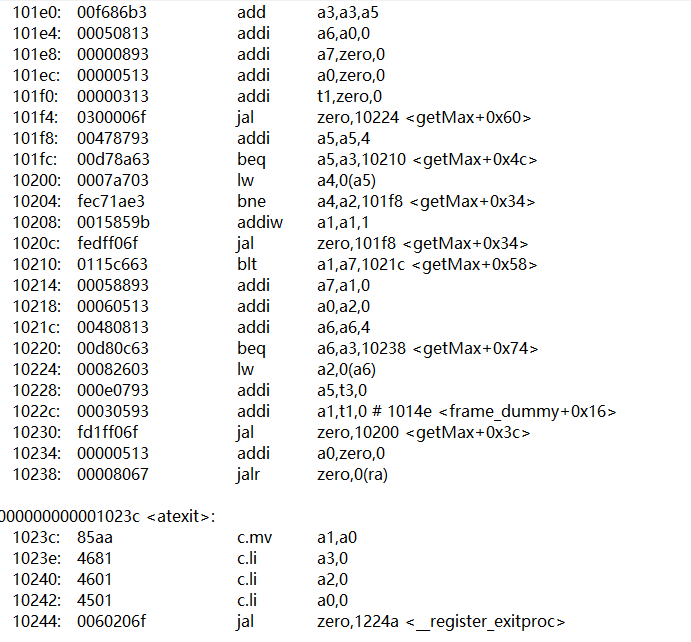 101e0: 00f686b3 add a3,a3,a5
101e4: 00050813 addi a6,a0,0
101e8: 00000893 addi a7,zero,0
101ec: 00000513 addi a0,zero,0
101f0: 00000313 addi t1,zero,0
101f4: 0300006f jal zero,10224 <getMax+0x60>
101f8: 00478793 addi a5,a5,4
101fc: 00d78a63 beq a5,a3,10210 <getMax+0x4c>
10200: 0007a703 lw a4,0(a5)
10204: fec71ae3 bne a4,a2,101f8 <getMax+0x34>
10208: 0015859b addiw a1,a1,1
1020c: fedff06f jal zero,101f8 <getMax+0x34>
10210: 0115c663 blt a1,a7,1021c <getMax+0x58>
10214: 00058893 addi a7,a1,0
10218: 00060513 addi a0,a2,0
1021c: 00480813 addi a6,a6,4
10220: 00d80c63 beq a6,a3,10238 <getMax+0x74>
10224: 00082603 lw a2,0(a6)
10228: 000e0793 addi a5,t3,0
1022c: 00030593 addi a1,t1,0 # 1014e <frame_dummy+0x16>
10230: fd1ff06f jal zero,10200 <getMax+0x3c>
10234: 00000513 addi a0,zero,0
10238: 00008067 jalr zero,0(ra)
000000000001023c <atexit>:
1023c: 85aa c.mv a1,a0
1023e: 4681 c.li a3,0
10240: 4601 c.li a2,0
10242: 4501 c.li a0,0
10244: 0060206f jal zero,1224a <__register_exitproc>